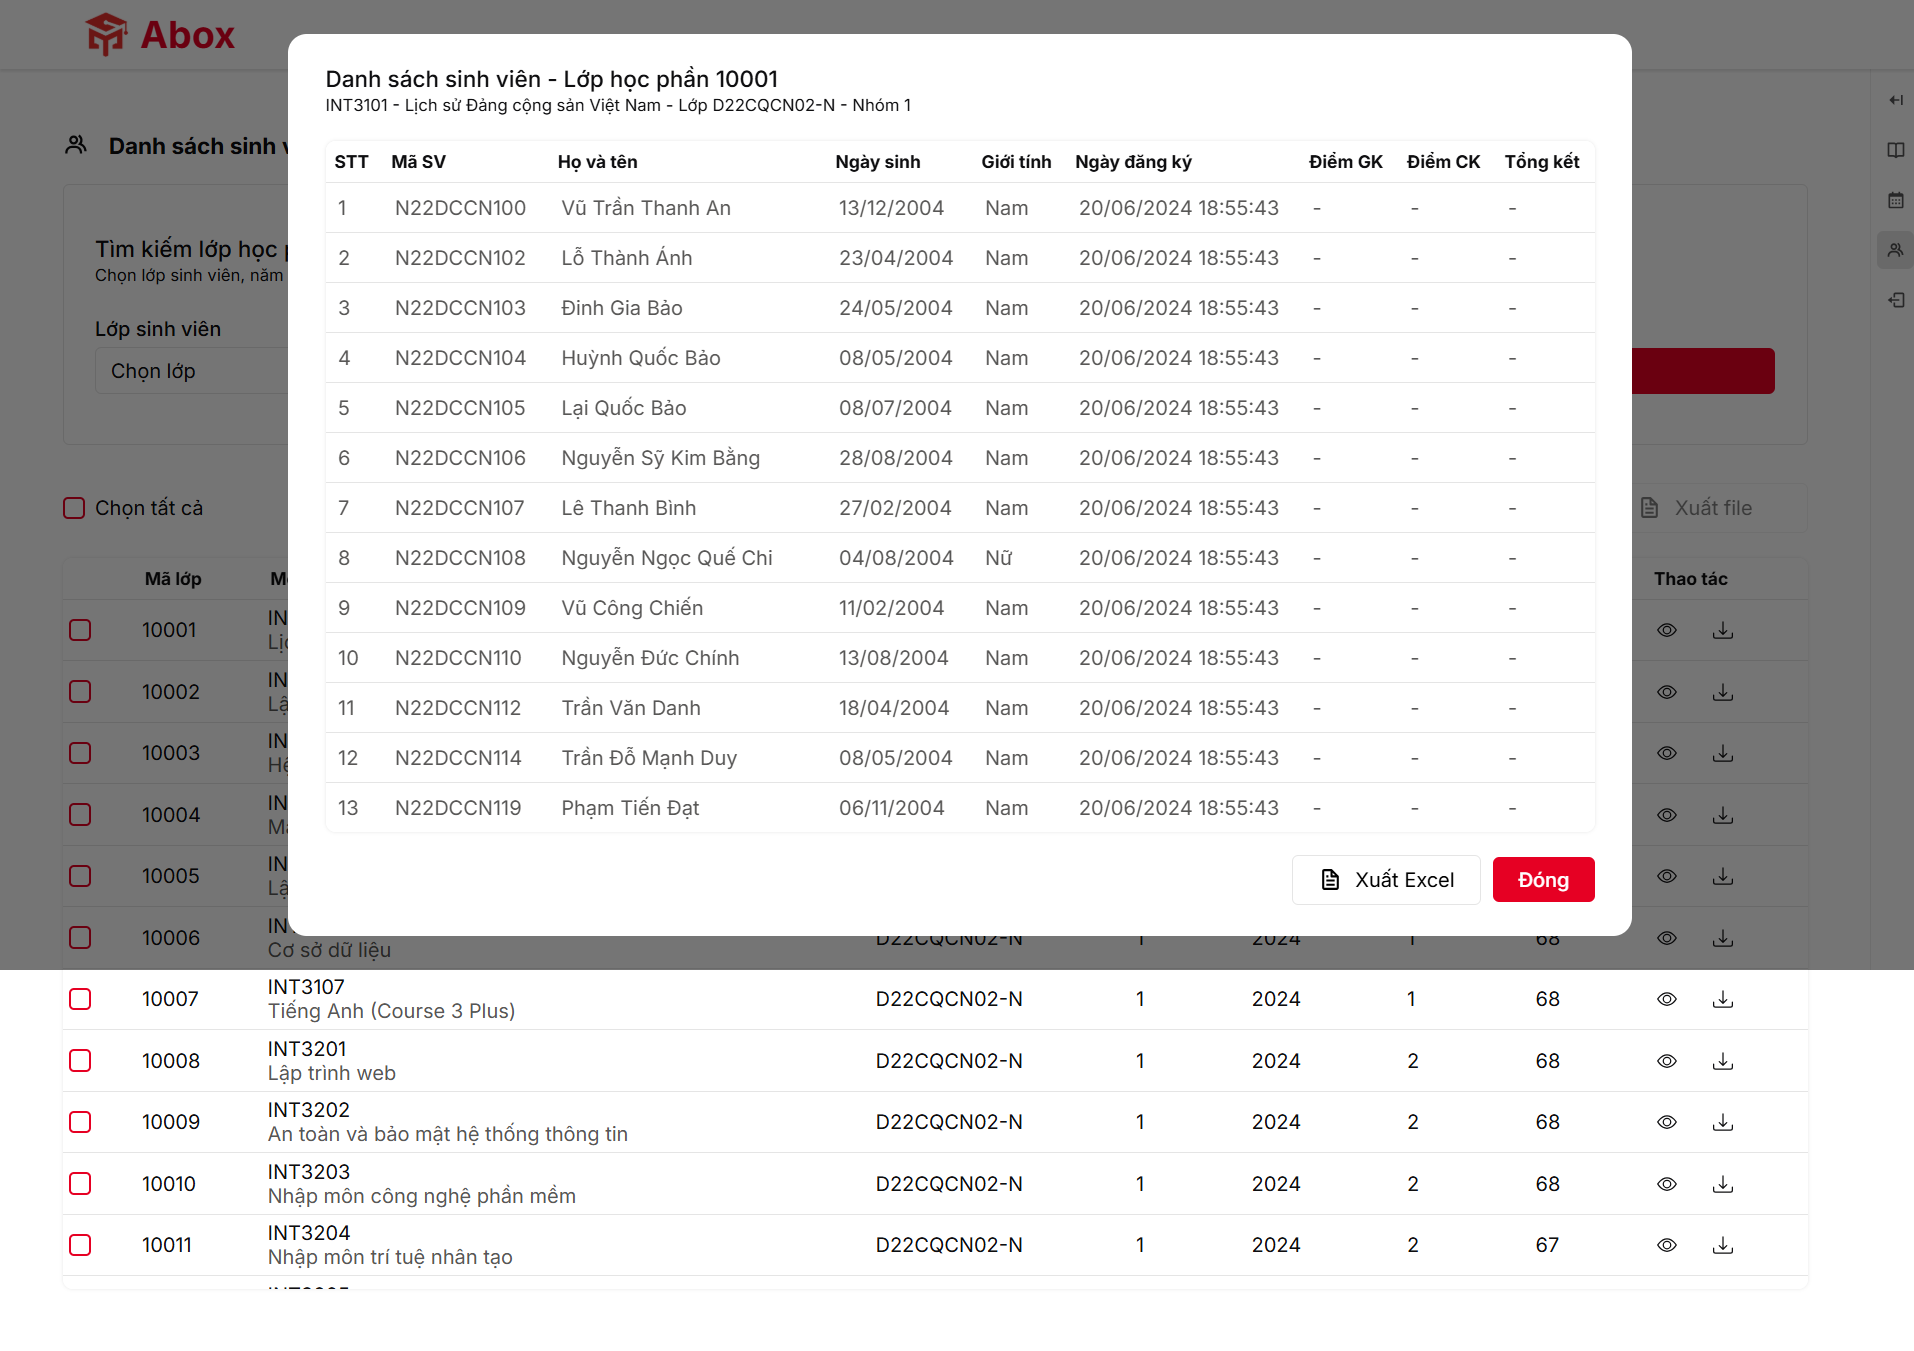 Abox
Danh sách sinh viên - Lớp học phần 10001
INT3101 - Lịch sử Đảng cộng sản Việt Nam - Lớp D22CQCN02-N - Nhóm 1
Danh sách sinh
STT Mã SV Họ và tên Ngày sinh Giới tính Ngày đăng ký Điểm GK Điểm CK Tổng kết
1 N22DCCN100 Vũ Trần Thanh An 13/12/2004 Nam 20/06/2024 18:55:43 - - -
2 N22DCCN102 Lỗ Thành Ánh 23/04/2004 Nam 20/06/2024 18:55:43 - - -
3 N22DCCN103 Đinh Gia Bảo 24/05/2004 Nam 20/06/2024 18:55:43 - - -
4 N22DCCN104 Huỳnh Quốc Bảo 08/05/2004 Nam 20/06/2024 18:55:43 - - -
5 N22DCCN105 Lại Quốc Bảo 08/07/2004 Nam 20/06/2024 18:55:43 - - -
6 N22DCCN106 Nguyễn Sỹ Kim Bằng 28/08/2004 Nam 20/06/2024 18:55:43 - - -
7 N22DCCN107 Lê Thanh Bình 27/02/2004 Nam 20/06/2024 18:55:43 - - -
8 N22DCCN108 Nguyễn Ngọc Quế Chi 04/08/2004 Nữ 20/06/2024 18:55:43 - - -
9 N22DCCN109 Vũ Công Chiến 11/02/2004 Nam 20/06/2024 18:55:43 - - -
10 N22DCCN110 Nguyễn Đức Chính 13/08/2004 Nam 20/06/2024 18:55:43 - - -
11 N22DCCN112 Trần Văn Danh 18/04/2004 Nam 20/06/2024 18:55:43 - - -
12 N22DCCN114 Trần Đỗ Mạnh Duy 08/05/2004 Nam 20/06/2024 18:55:43 - - -
13 N22DCCN119 Phạm Tiến Đạt 06/11/2004 Nam 20/06/2024 18:55:43 - - -
Xuất Excel Đóng
Tìm kiếm lớp học
Chọn lớp sinh viên, năm
Lớp sinh viên
Chọn lớp
Chọn tất cả Xuất file
Mã lớp Thao tác
10001
10002
10003
10004
10005
10006 D22CQCN02-N 1 2024 1 68
Cơ sở dữ liệu
INT3107
10007 D22CQCN02-N 1 2024 1 68
Tiếng Anh (Course 3 Plus)
INT3201
10008 D22CQCN02-N 1 2024 2 68
Lập trình web
INT3202
10009 D22CQCN02-N 1 2024 2 68
An toàn và bảo mật hệ thống thông tin
INT3203
10010 D22CQCN02-N 1 2024 2 68
Nhập môn công nghệ phần mềm
INT3204
10011 D22CQCN02-N 1 2024 2 67
Nhập môn trí tuệ nhân tạo